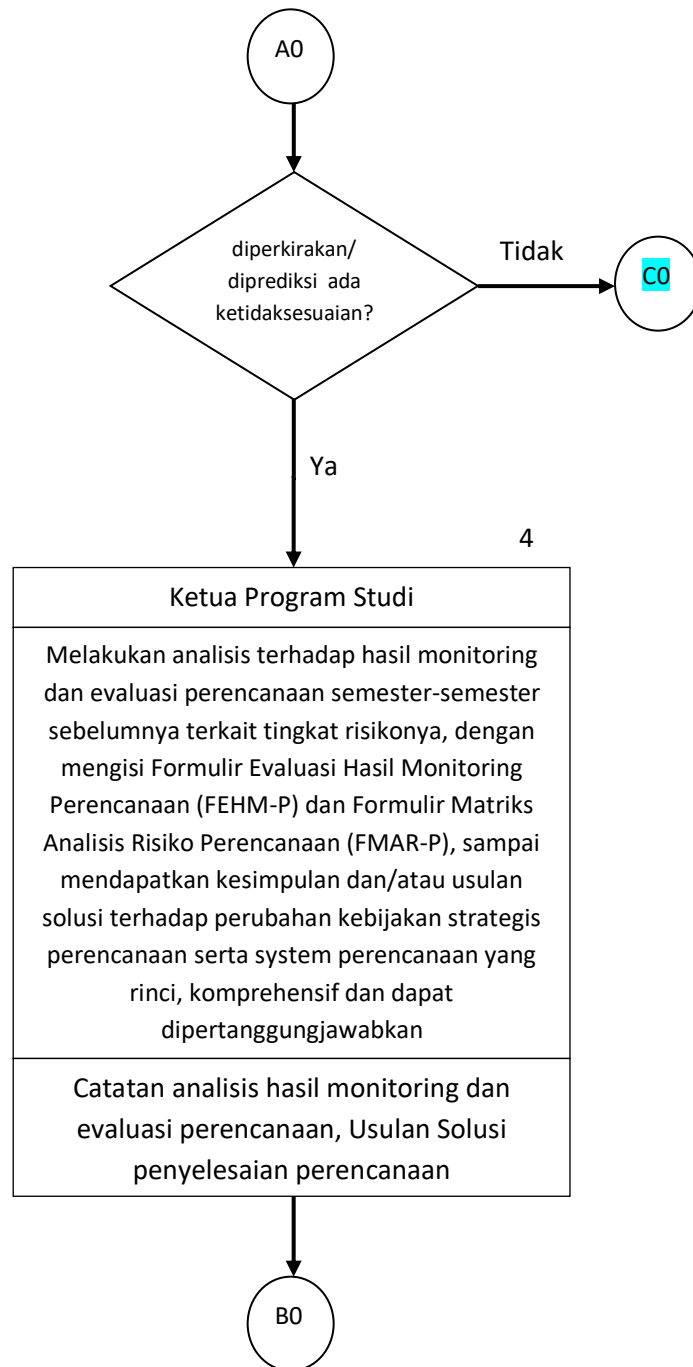 A0
diperkirakan/
diprediksi ada
ketidaksesuaian?
Tidak
C0
Ya
4
Ketua Program Studi
Melakukan analisis terhadap hasil monitoring
dan evaluasi perencanaan semester-semester
sebelumnya terkait tingkat risikonya, dengan
mengisi Formulir Evaluasi Hasil Monitoring
Perencanaan (FEHM-P) dan Formulir Matriks
Analisis Risiko Perencanaan (FMAR-P), sampai
mendapatkan kesimpulan dan/atau usulan
solusi terhadap perubahan kebijakan strategis
perencanaan serta system perencanaan yang
rinci, komprehensif dan dapat
dipertanggungjawabkan
Catatan analisis hasil monitoring dan
evaluasi perencanaan, Usulan Solusi
penyelesaian perencanaan
B0